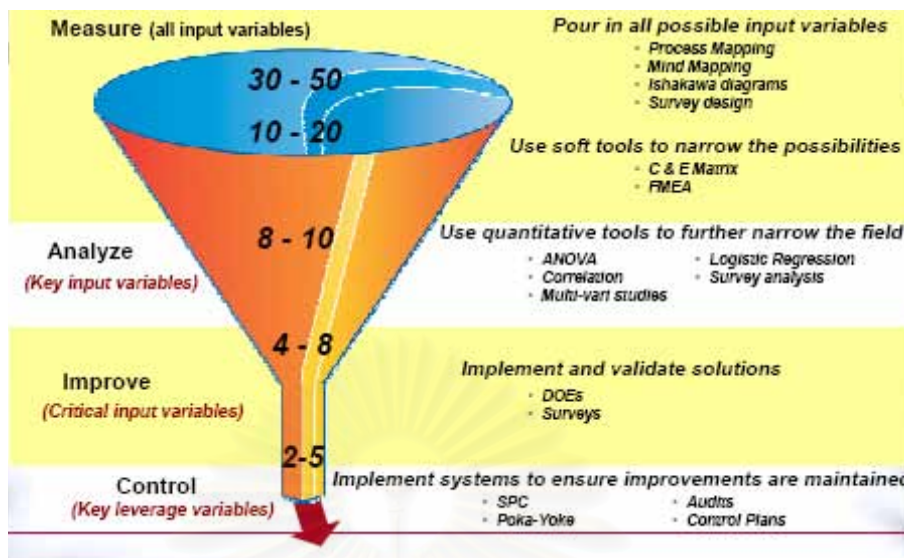 Measure (all input variables)
Pour in all possible input variables
• Process Mapping
• Mind Mapping
• Ishakawa diagrams
• Survey design
30 - 50
10 - 20
Use soft tools to narrow the possibilities
• C & E Matrix
• FMEA
8 - 10
Analyze
(Key input variables)
Use quantitative tools to further narrow the field
• ANOVA
• Correlation
• Multi-vari studies
• Logistic Regression
• Survey analysis
4 - 8
Improve
(Critical input variables)
Implement and validate solutions
• DOEs
• Surveys
2-5
Control
(Key leverage variables)
Implement systems to ensure improvements are maintained
• SPC
• Poka-Yoke
• Audits
• Control Plans